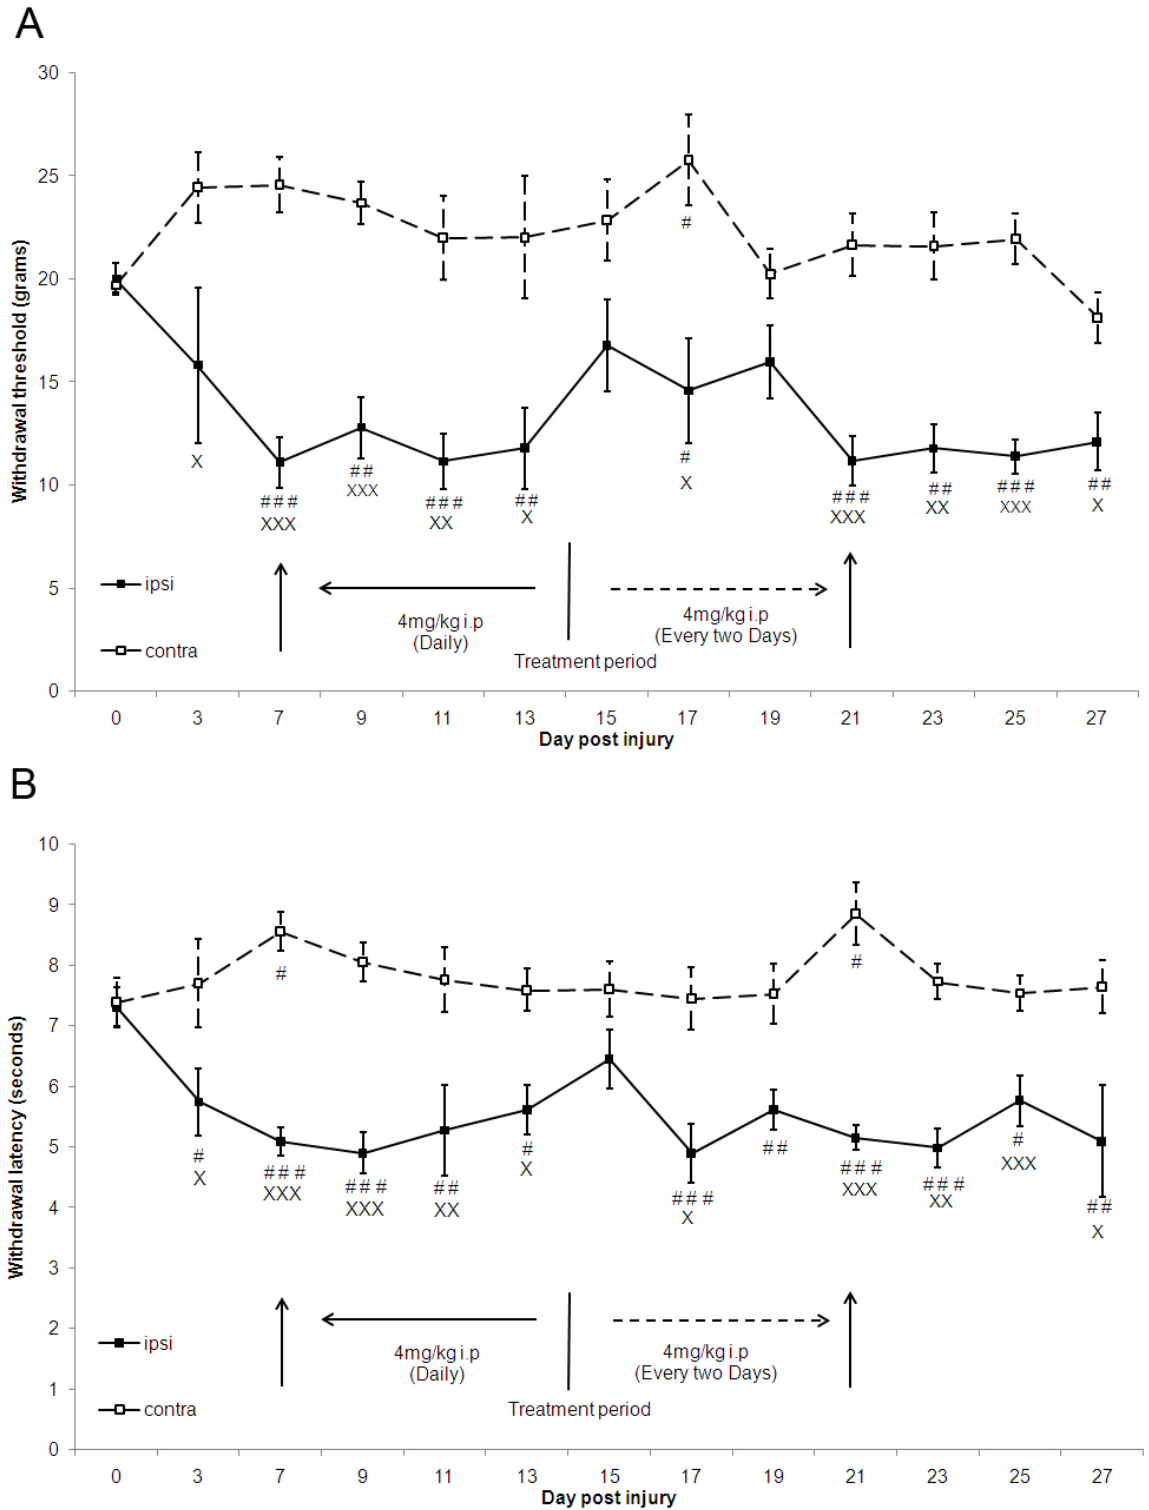 A
30
25
20
15
10
5
0
Withdrawal threshold (grams)
#
X
# # #
XXX
# #
XXX
# # #
XX
# #
X
#
X
# # #
XXX
# #
XX
# # #
XXX
# #
X
ipsi
contra
4mg/kg i.p
(Daily)
4mg/kg i.p
(Every two Days)
Treatment period
0 3 7 9 11 13 15 17 19 21 23 25 27
Day post injury
B
10
9
8
7
6
5
4
3
2
1
0
Withdrawal latency (seconds)
#
#
#
X
# # #
XXX
# # #
XXX
# #
XX
#
X
# # #
X
# #
# # #
XXX
# # #
XX
#
XXX
# #
X
ipsi
contra
4mg/kg i.p
(Daily)
4mg/kg i.p
(Every two Days)
Treatment period
0 3 7 9 11 13 15 17 19 21 23 25 27
Day post injury